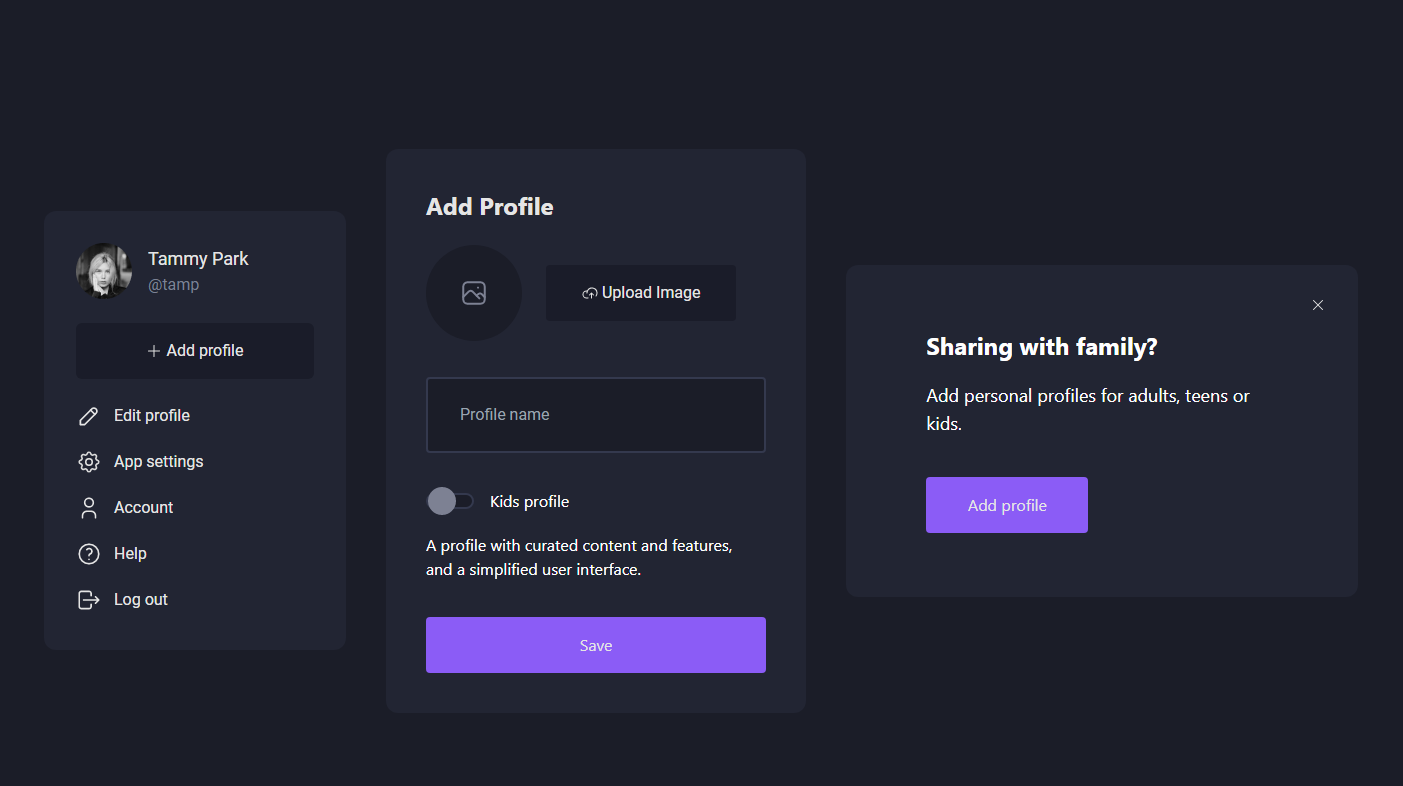 Tammy Park
@tamp
Add profile
Edit profile
App settings
Account
Help
Log out
Add Profile
Upload Image
Profile name
Kids profile
A profile with curated content and features,
and a simplified user interface.
Save
Sharing with family?
Add personal profiles for adults, teens or
kids.
Add profile